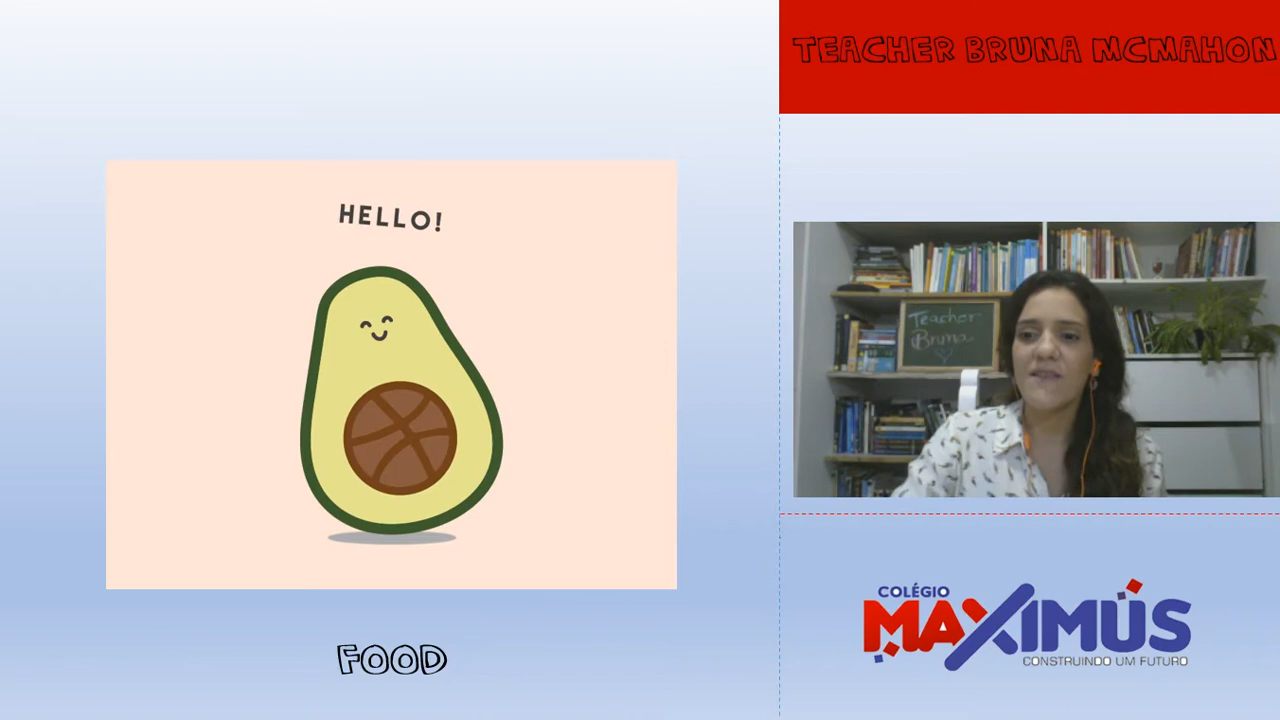 TEACHER BRUNA MCMAHON
HELLO!
Teacher
Bruna
FOOD
COLÉGIO
MAXIMÚS
CONSTRUINDO UM FUTURO